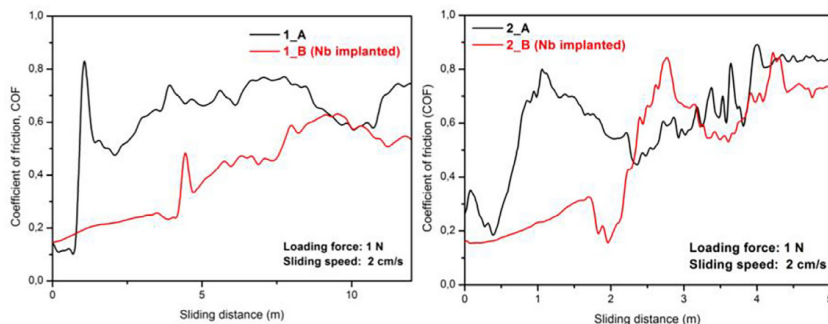 1,0
0,8
0,6
0,4
0,2
0,0
Coefficient of friction, COF
1_A
1_B (Nb implanted)
Loading force: 1 N
Sliding speed: 2 cm/s
0
5
10
Sliding distance (m)
1,0
0,8
0,6
0,4
0,2
0,0
Coefficient of friction (COF)
2_A
2_B (Nb implanted)
Loading force: 1 N
Sliding speed: 2 cm/s
0
1
2
3
4
5
Sliding distance (m)